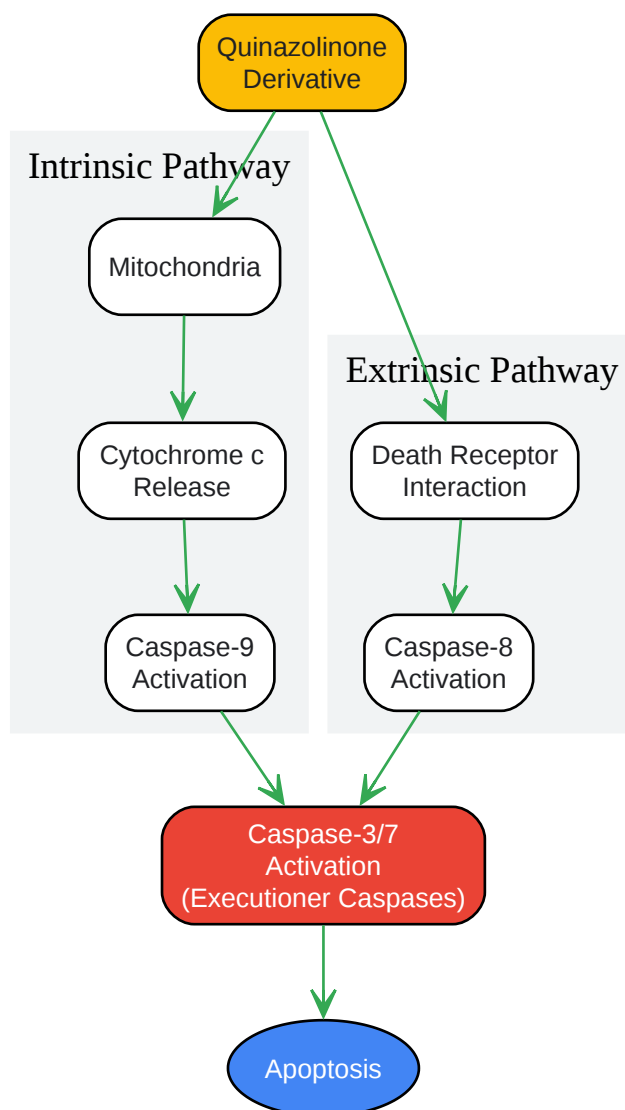 Quinazolinone
Derivative
Intrinsic Pathway
Mitochondria
Extrinsic Pathway
Cytochrome c
Release
Death Receptor
Interaction
Caspase-9
Activation
Caspase-8
Activation
Caspase-3/7
Activation
(Executioner Caspases)
Apoptosis